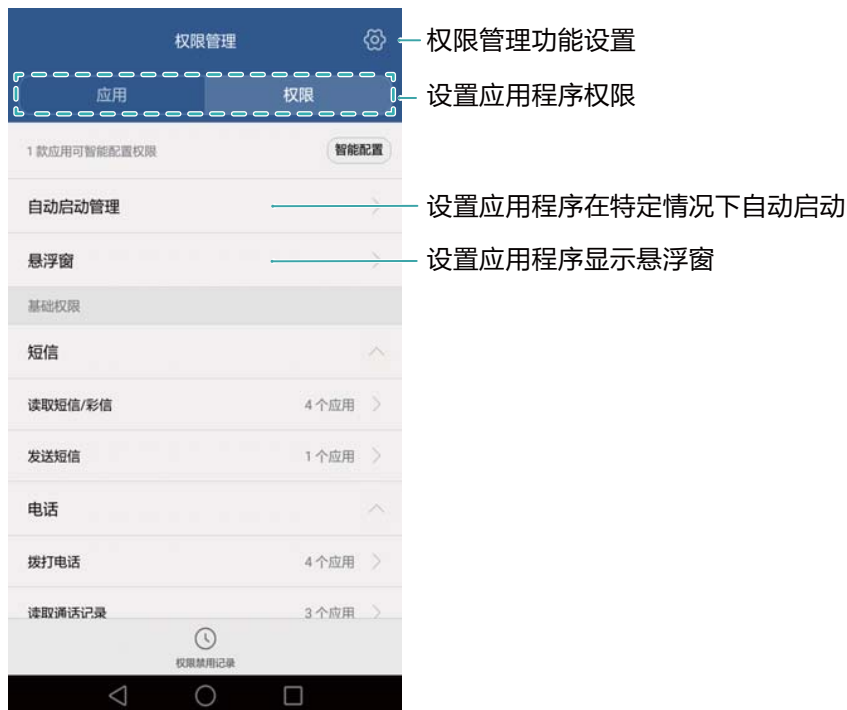 权限管理
权限管理功能设置
应用
权限
设置应用程序权限
1 款应用可智能配置权限
智能配置
自动启动管理
设置应用程序在特定情况下自动启动
悬浮窗
设置应用程序显示悬浮窗
基础权限
短信
读取短信/彩信
4 个应用
发送短信
1 个应用
电话
拨打电话
4 个应用
读取通话记录
3 个应用
权限禁用记录